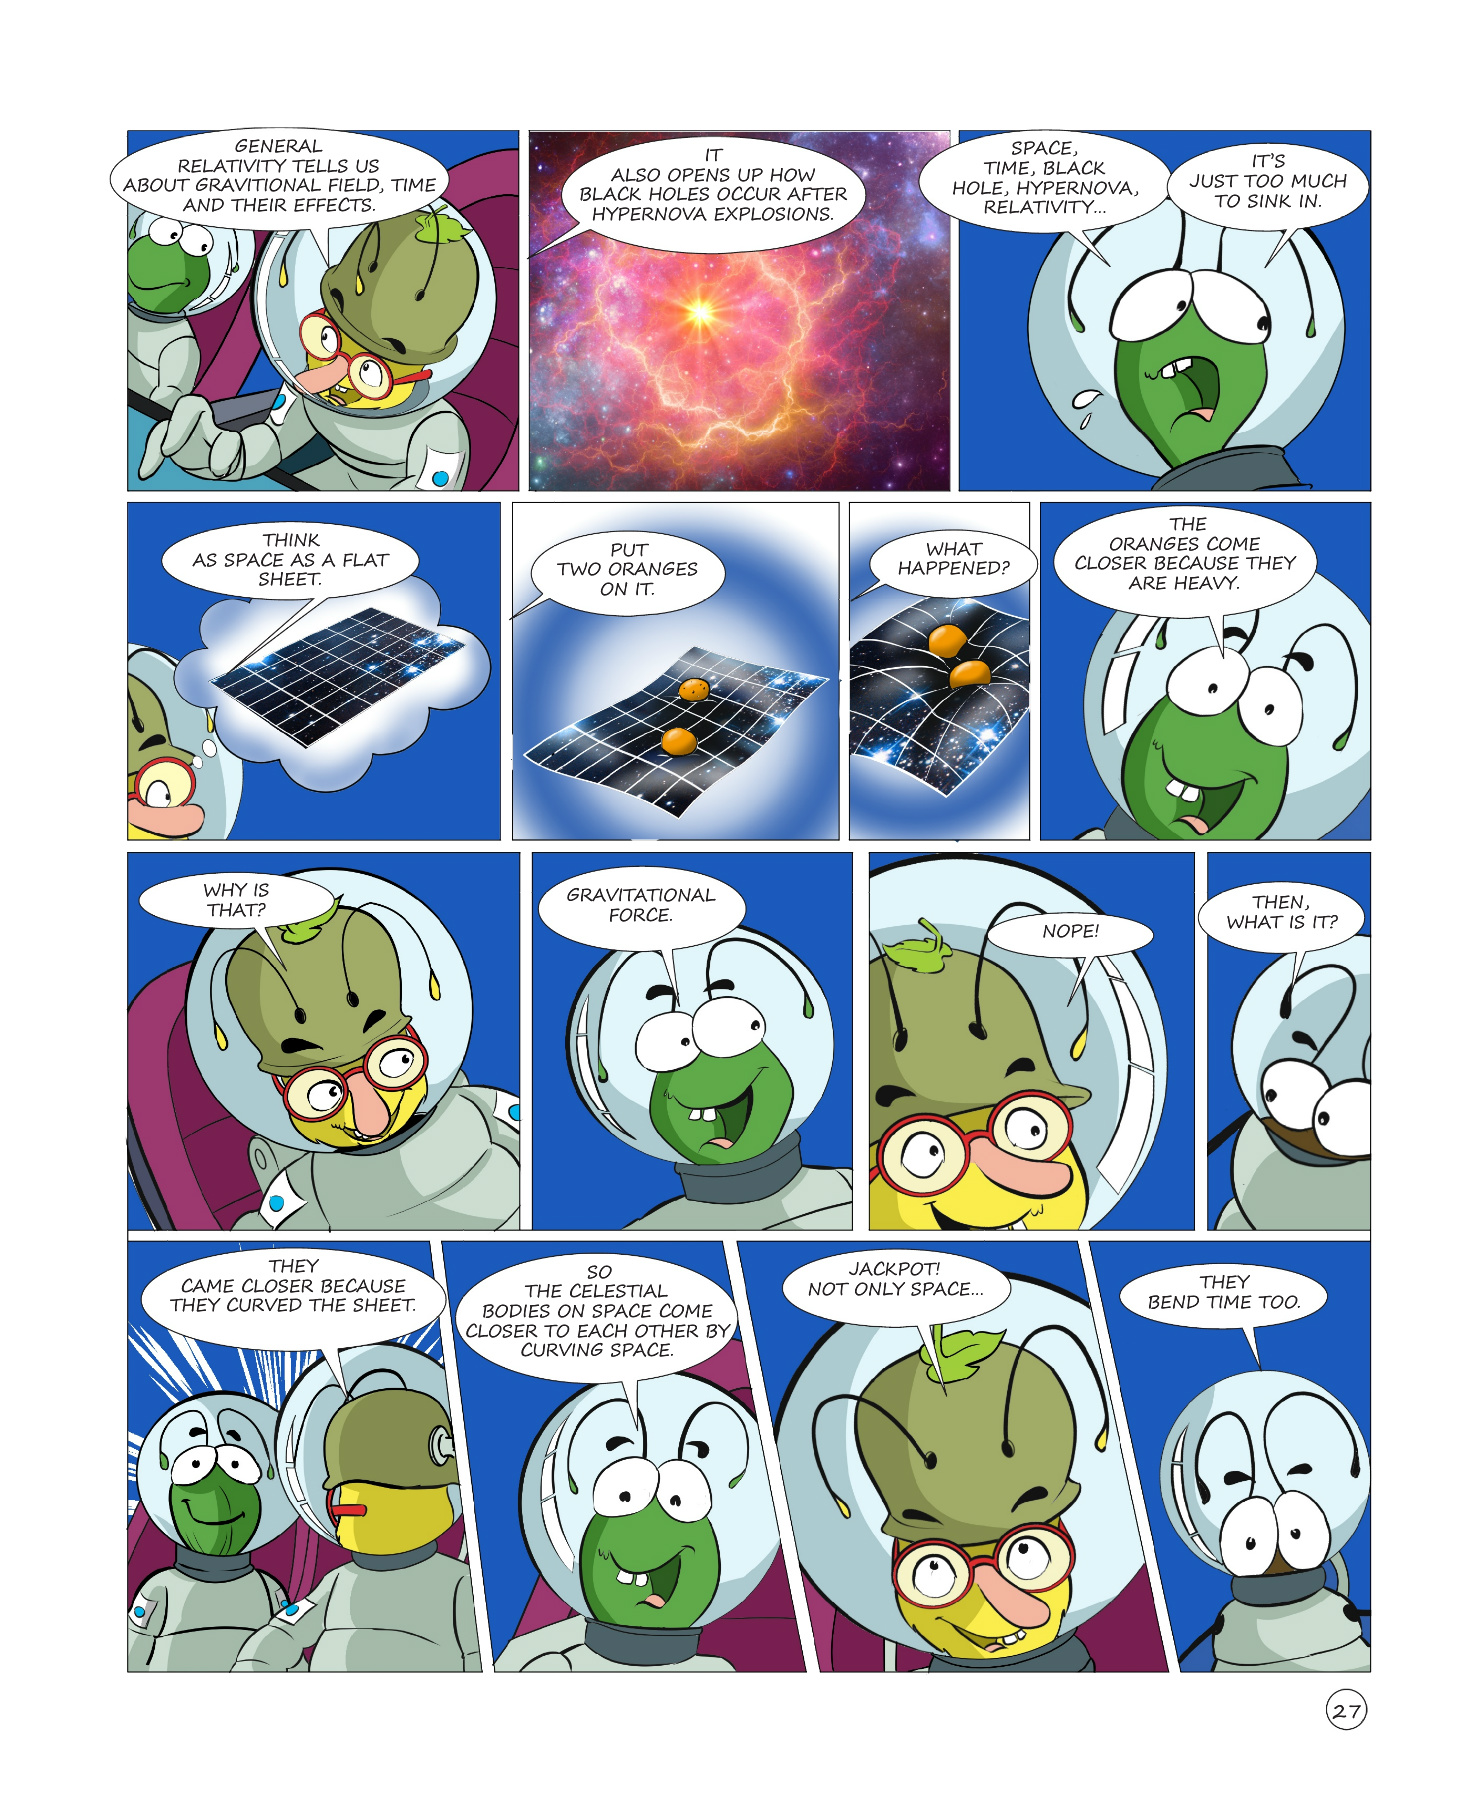 GENERAL
RELATIVITY TELLS US
ABOUT GRAVITIONAL FIELD, TIME
AND THEIR EFFECTS.
IT
ALSO OPENS UP HOW
BLACK HOLES OCCUR AFTER
HYPERNOVA EXPLOSIONS.
SPACE,
TIME, BLACK
HOLE, HYPERNOVA,
RELATIVITY...
IT'S
JUST TOO MUCH
TO SINK IN.
THINK
AS SPACE AS A FLAT
SHEET.
PUT
TWO ORANGES
ON IT.
WHAT
HAPPENED?
THE
ORANGES COME
CLOSER BECAUSE THEY
ARE HEAVY.
WHY IS
THAT?
GRAVITATIONAL
FORCE.
NOPE!
THEN,
WHAT IS IT?
THEY
CAME CLOSER BECAUSE
THEY CURVED THE SHEET.
SO
THE CELESTIAL
BODIES ON SPACE COME
CLOSER TO EACH OTHER BY
CURVING SPACE.
JACKPOT!
NOT ONLY SPACE...
THEY
BEND TIME TOO.
27